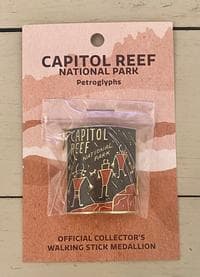 CAPITOL REEF
NATIONAL PARK
Petroglyphs
CAPITOL
REEF
NATIONAL
PARK
OFFICIAL COLLECTOR'S
WALKING STICK MEDALLION